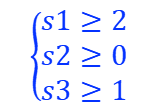 s1 ≥ 2
s2 ≥ 0
s3 ≥ 1